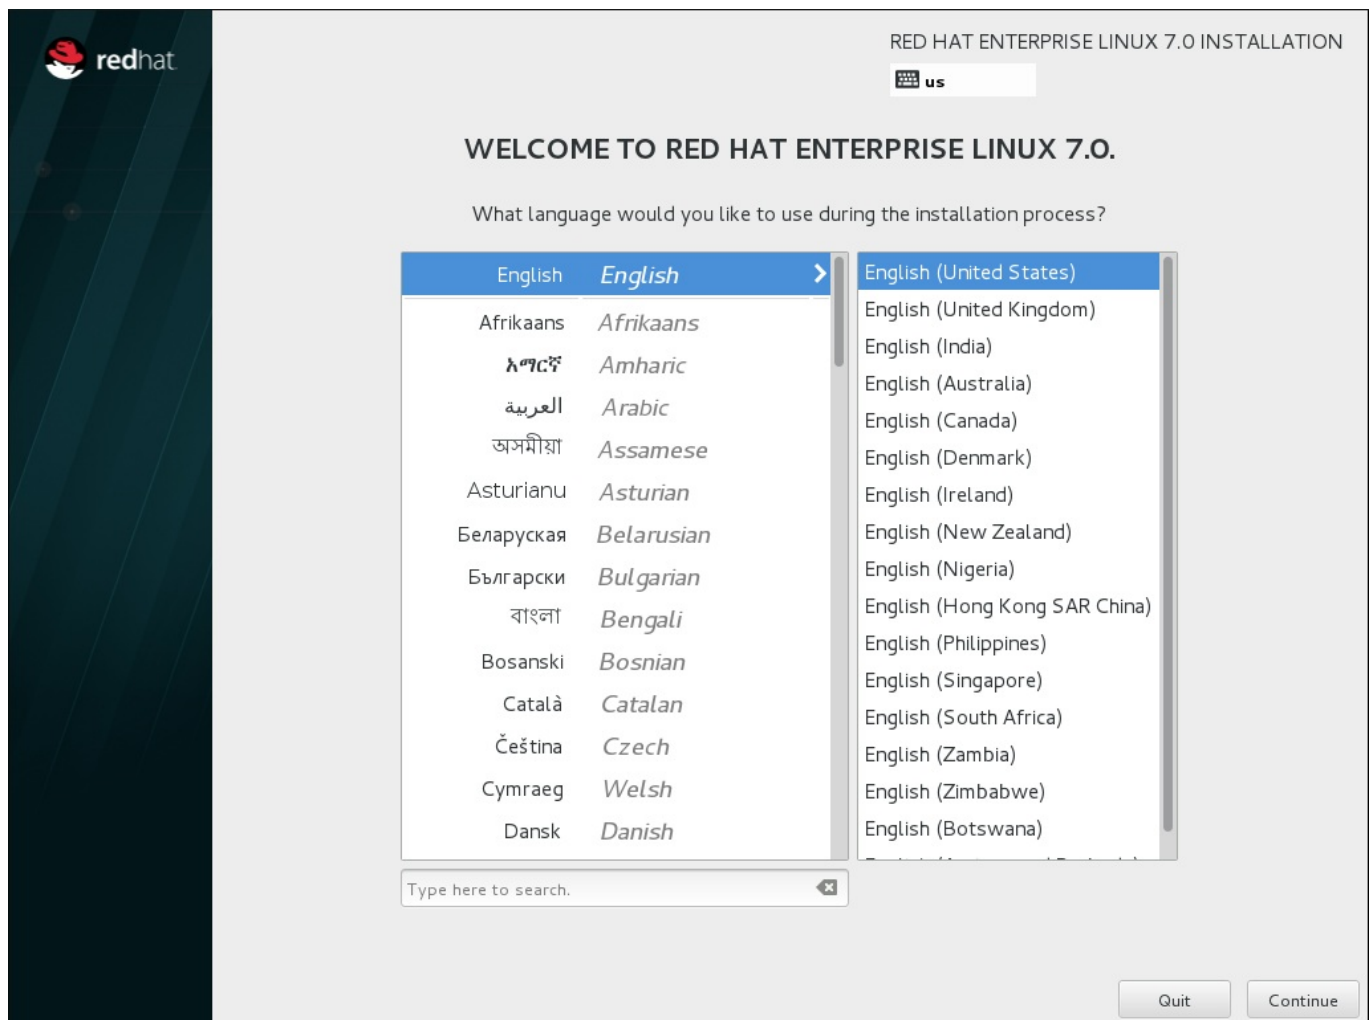 redhat
RED HAT ENTERPRISE LINUX 7.0 INSTALLATION
us
WELCOME TO RED HAT ENTERPRISE LINUX 7.0.
What language would you like to use during the installation process?
English English
Afrikaans Afrikaans
አማርኛ Amharic
العربية Arabic
অসমীয়া Assamese
Asturianu Asturian
Беларуская Belarusian
Български Bulgarian
বাংলা Bengali
Bosanski Bosnian
Català Catalan
Čeština Czech
Cymraeg Welsh
Dansk Danish
English (United States)
English (United Kingdom)
English (India)
English (Australia)
English (Canada)
English (Denmark)
English (Ireland)
English (New Zealand)
English (Nigeria)
English (Hong Kong SAR China)
English (Philippines)
English (Singapore)
English (South Africa)
English (Zambia)
English (Zimbabwe)
English (Botswana)
Type here to search.
Quit
Continue